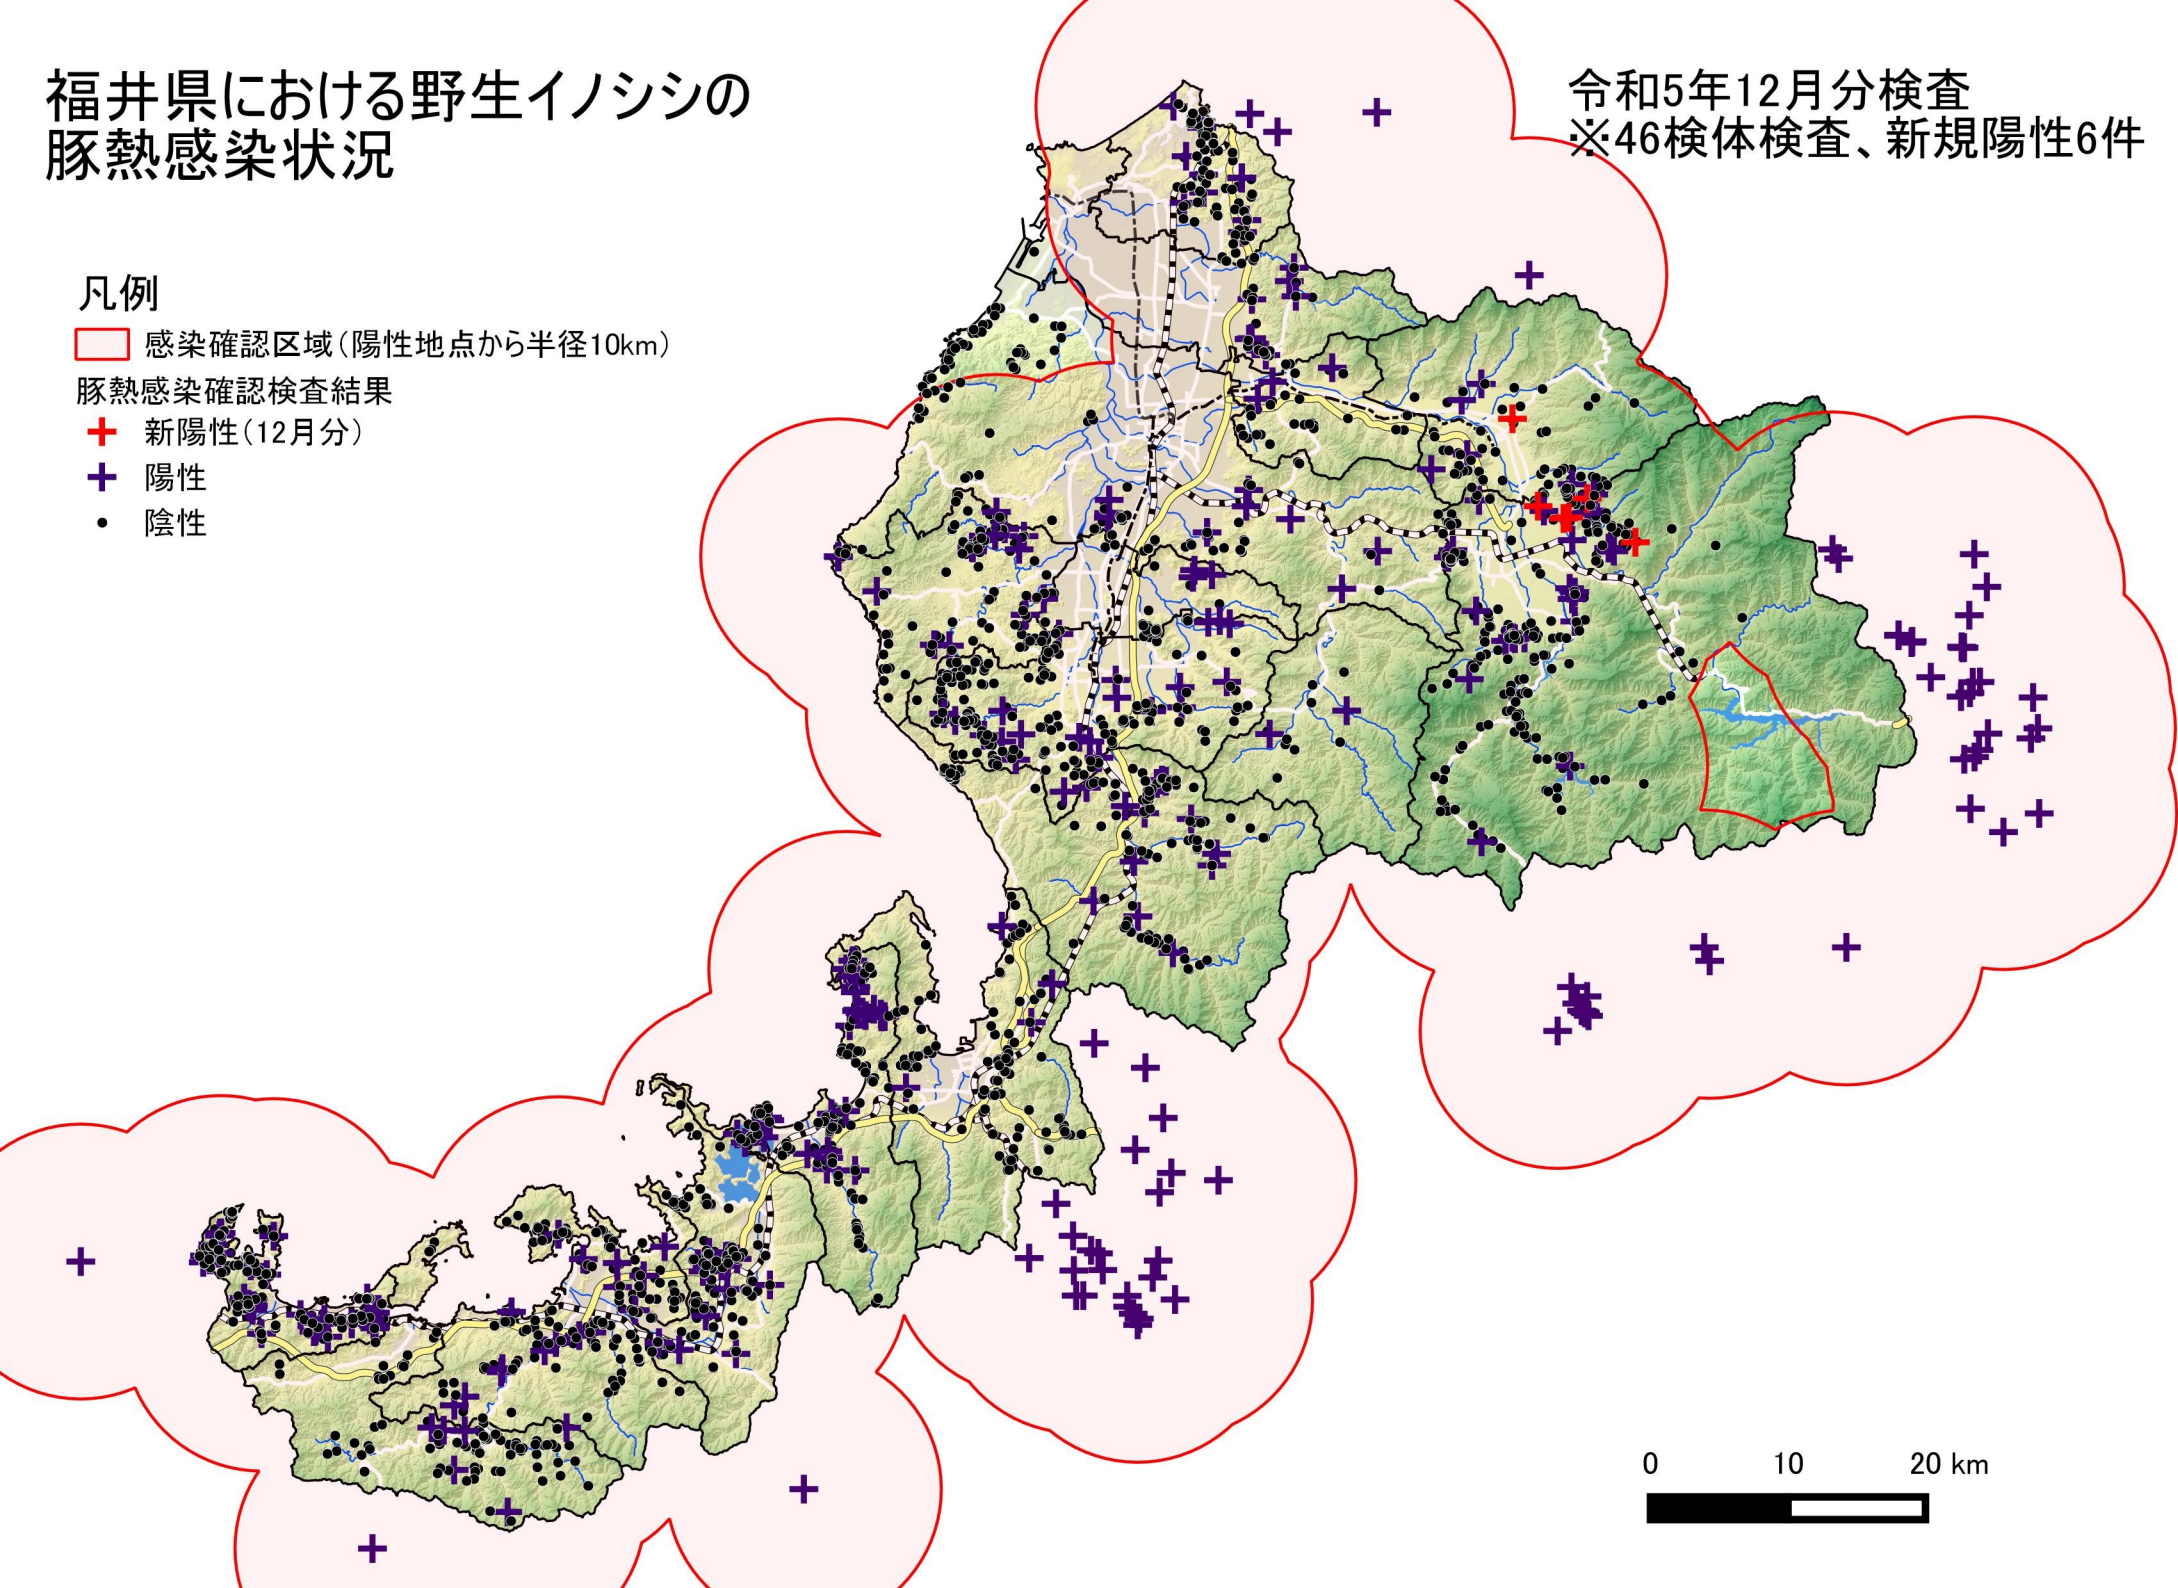 福井県における野生イノシシの
豚熱感染状況
令和5年12月分検査
※46検体検査、新規陽性6件
凡例
感染確認区域（陽性地点から半径10km）
豚熱感染確認検査結果
新陽性（12月分）
陽性
陰性
0 10 20 km